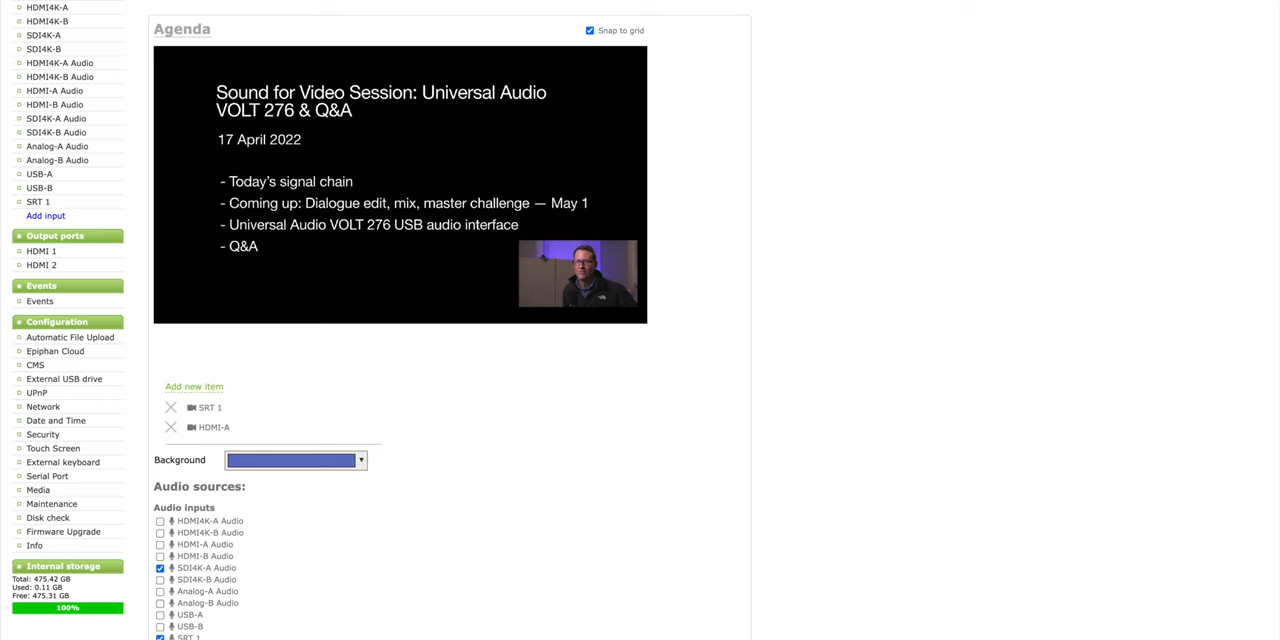 HDMI4K-A
HDMI4K-B
SDI4K-A
SDI4K-B
HDMI4K-A Audio
HDMI4K-B Audio
HDMI-A Audio
HDMI-B Audio
SDI4K-A Audio
SDI4K-B Audio
Analog-A Audio
Analog-B Audio
USB-A
USB-B
SRT 1
Add input
Output ports
HDMI 1
HDMI 2
Events
Events
Configuration
Automatic File Upload
Epiphan Cloud
CMS
External USB drive
UPnP
Network
Date and Time
Security
Touch Screen
External keyboard
Serial Port
Media
Maintenance
Disk check
Firmware Upgrade
Info
Internal storage
Total: 475.42 GB
Used: 0.11 GB
Free: 475.31 GB
100%
Agenda
Snap to grid
Sound for Video Session: Universal Audio
VOLT 276 & Q&A
17 April 2022
- Today's signal chain
- Coming up: Dialogue edit, mix, master challenge — May 1
- Universal Audio VOLT 276 USB audio interface
- Q&A
Add new item
SRT 1
HDMI-A
Background
Audio sources:
Audio inputs
HDMI4K-A Audio
HDMI4K-B Audio
HDMI-A Audio
HDMI-B Audio
SDI4K-A Audio
SDI4K-B Audio
Analog-A Audio
Analog-B Audio
USB-A
USB-B
SRT 1